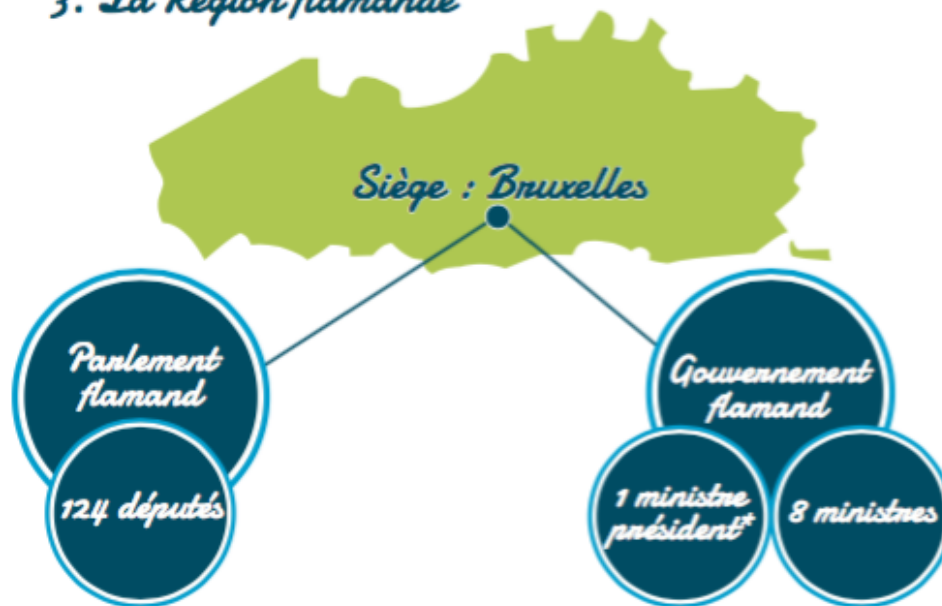 3. La Région flamande
Siège : Bruxelles
Parlement
flamand
124 députés
Gouvernement
flamand
1 ministre
président*
8 ministres